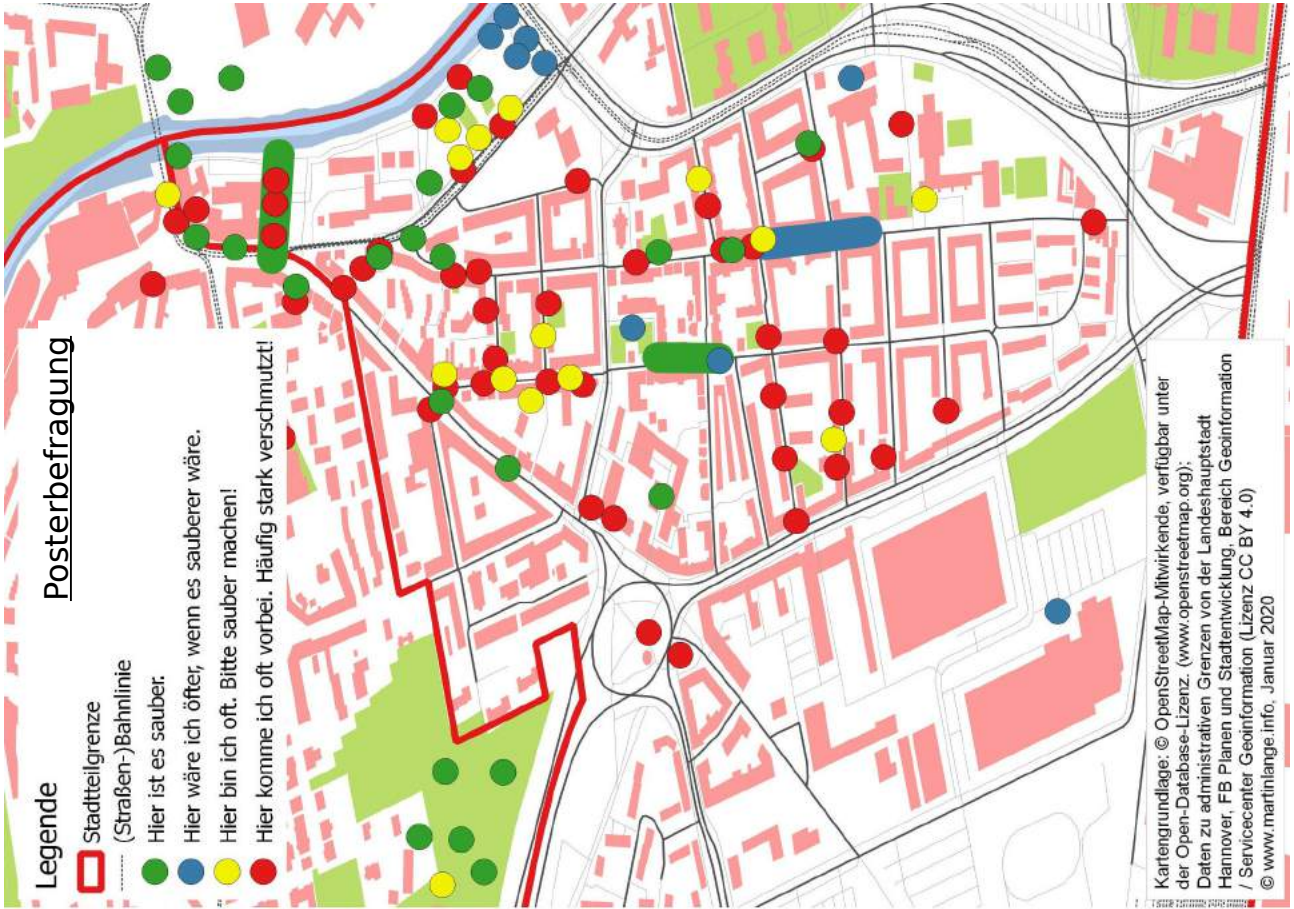 Posterbefragung
Legende
Stadtteilgrenze
(Straßen-)Bahnlinie
Hier ist es sauber.
Hier wäre ich öfter, wenn es sauberer wäre.
Hier bin ich oft. Bitte sauber machen!
Hier komme ich oft vorbei. Häufig stark verschmutzt!
Kartengrundlage: © OpenStreetMap-Mitwirkende, verfügbar unter
der Open-Database-Lizenz. (www.openstreetmap.org);
Daten zu administrativen Grenzen von der Landeshauptstadt
Hannover, FB Planen und Stadtentwicklung, Bereich Geoinformation
/ Servicecenter Geoinformation (Lizenz CC BY 4.0)
© www.martinlange.info, Januar 2020